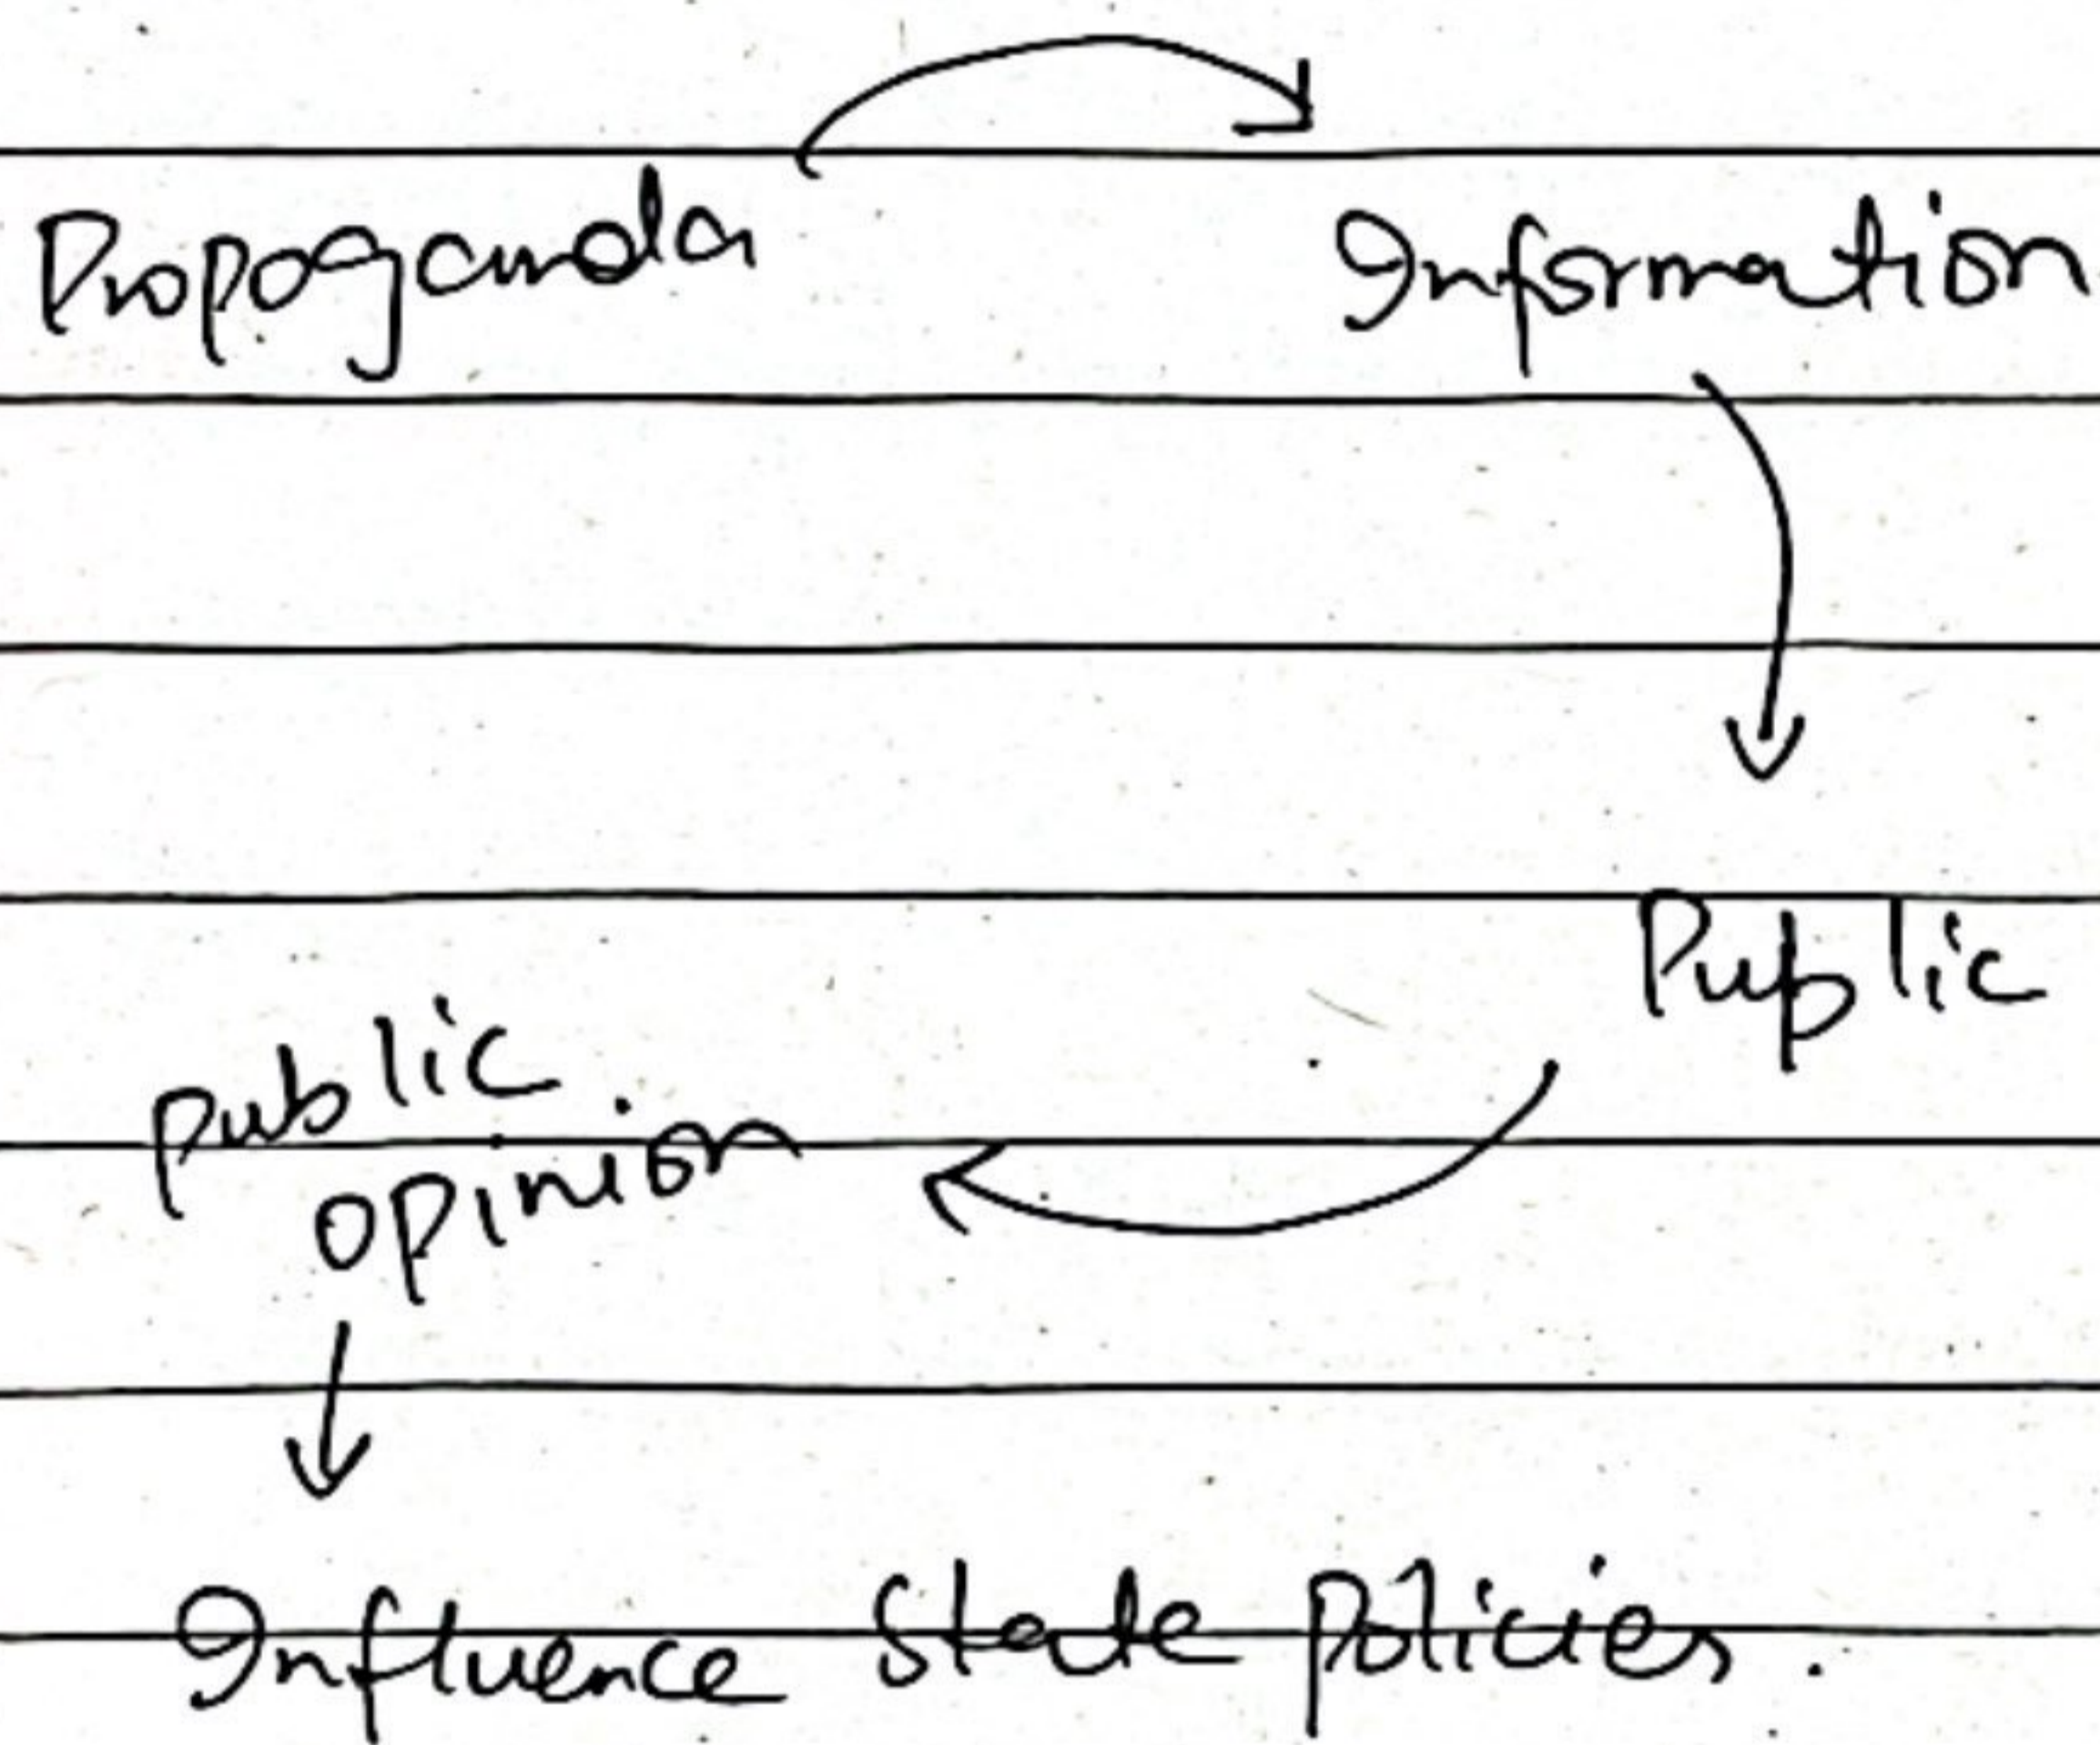 Propoganda Information
Public
public
opinion
Influence State policies.